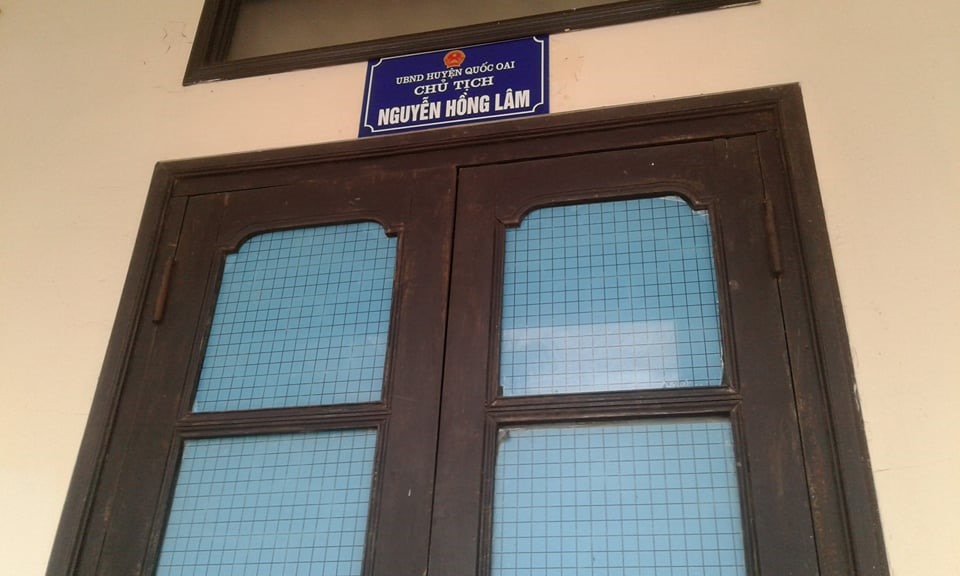 UBND HUYỆN QUỐC OAI
CHỦ TỊCH
NGUYỄN HỒNG LÂM